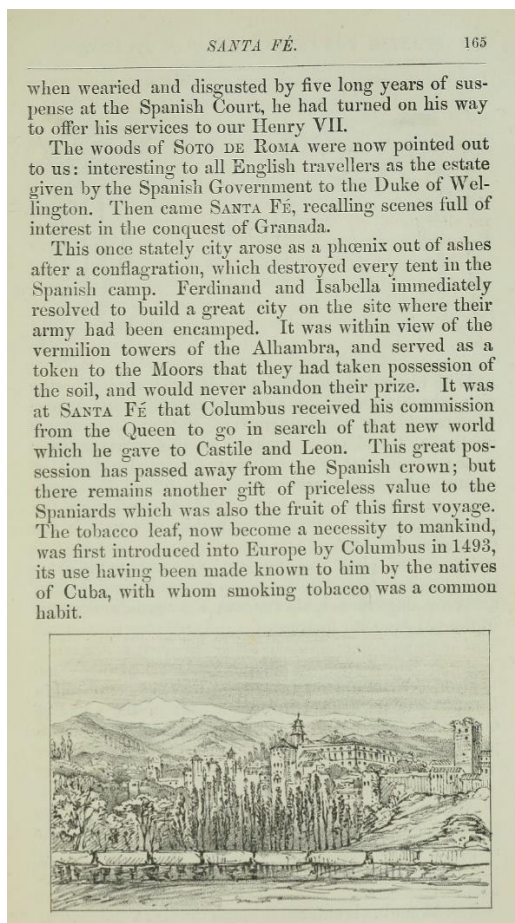 SANTA FÉ. 165
when wearied and disgusted by five long years of sus-
pense at the Spanish Court, he had turned on his way
to offer his services to our Henry VII.
The woods of SOTO DE ROMA were now pointed out
to us: interesting to all English travellers as the estate
given by the Spanish Government to the Duke of Wel-
lington. Then came SANTA FÉ, recalling scenes full of
interest in the conquest of Granada.
This once stately city arose as a phœnix out of ashes
after a conflagration, which destroyed every tent in the
Spanish camp. Ferdinand and Isabella immediately
resolved to build a great city on the site where their
army had been encamped. It was within view of the
vermilion towers of the Alhambra, and served as a
token to the Moors that they had taken possession of
the soil, and would never abandon their prize. It was
at SANTA FÉ that Columbus received his commission
from the Queen to go in search of that new world
which he gave to Castile and Leon. This great pos-
session has passed away from the Spanish crown; but
there remains another gift of priceless value to the
Spaniards which was also the fruit of this first voyage.
The tobacco leaf, now become a necessity to mankind,
was first introduced into Europe by Columbus in 1493,
its use having been made known to him by the natives
of Cuba, with whom smoking tobacco was a common
habit.